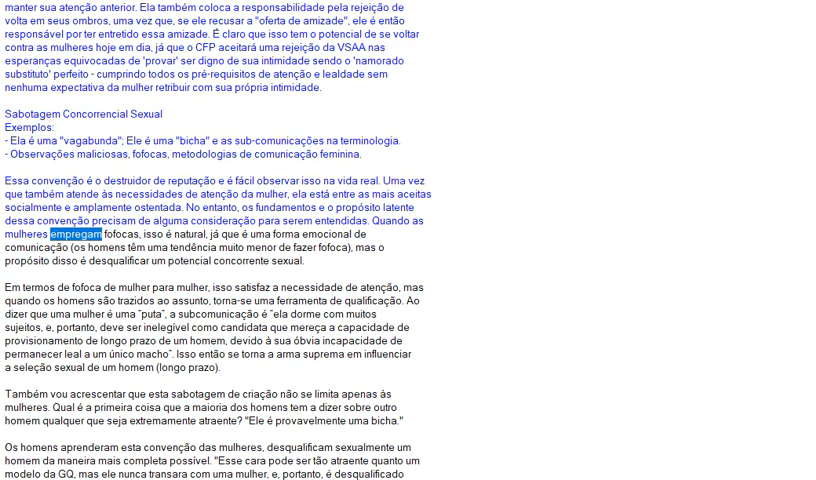 manter sua atenção anterior. Ela também coloca a responsabilidade pela rejeição de
volta em seus ombros, uma vez que, se ele recusar a "oferta de amizade", ele é então
responsável por ter entretido essa amizade. É claro que isso tem o potencial de se voltar
contra as mulheres hoje em dia, já que o CFP aceitará uma rejeição da VSAA nas
esperanças equivocadas de 'provar' ser digno de sua intimidade sendo o 'namorado
substituto' perfeito - cumprindo todos os pré-requisitos de atenção e lealdade sem
nenhuma expectativa da mulher retribuir com sua própria intimidade.
Sabotagem Concorrencial Sexual
Exemplos:
- Ela é uma "vagabunda"; Ele é uma "bicha" e as sub-comunicações na terminologia.
- Observações maliciosas, fofocas, metodologias de comunicação feminina.
Essa convenção é o destruidor de reputação e é fácil observar isso na vida real. Uma vez
que também atende às necessidades de atenção da mulher, ela está entre as mais aceitas
socialmente e amplamente ostentada. No entanto, os fundamentos e o propósito latente
dessa convenção precisam de alguma consideração para serem entendidas. Quando as
mulheres empregam fofocas, isso é natural, já que é uma forma emocional de
comunicação (os homens têm uma tendência muito menor de fazer fofoca), mas o
propósito disso é desqualificar um potencial concorrente sexual.
Em termos de fofoca de mulher para mulher, isso satisfaz a necessidade de atenção, mas
quando os homens são trazidos ao assunto, torna-se uma ferramenta de qualificação. Ao
dizer que uma mulher é uma "puta", a subcomunicação é "ela dorme com muitos
sujeitos, e, portanto, deve ser inelegível como candidata que mereça a capacidade de
provisionamento de longo prazo de um homem, devido à sua óbvia incapacidade de
permanecer leal a um único macho". Isso então se torna a arma suprema em influenciar
a seleção sexual de um homem (longo prazo).
Também vou acrescentar que esta sabotagem de criação não se limita apenas às
mulheres. Qual é a primeira coisa que a maioria dos homens tem a dizer sobre outro
homem qualquer que seja extremamente atraente? "Ele é provavelmente uma bicha."
Os homens aprenderam esta convenção das mulheres, desqualificam sexualmente um
homem da maneira mais completa possível. "Esse cara pode ser tão atraente quanto um
modelo da GQ, mas ele nunca transara com uma mulher, e, portanto, é desqualificado